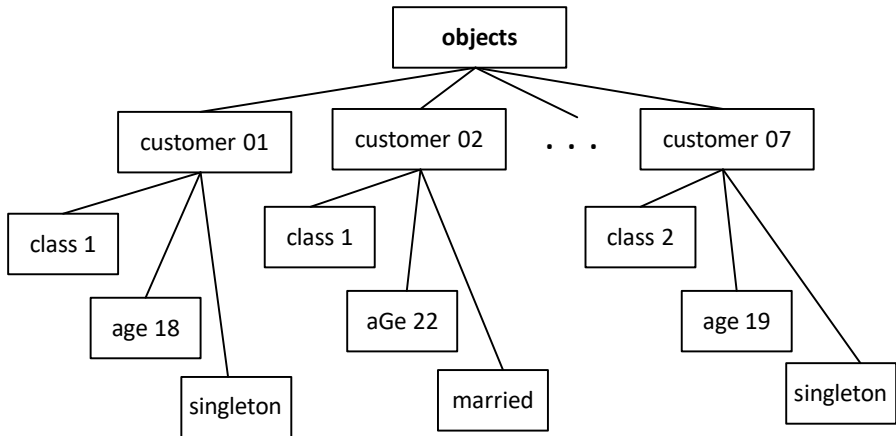 objects
customer 01
customer 02
. . .
customer 07
class 1
class 1
class 2
age 18
aGe 22
age 19
singleton
married
singleton